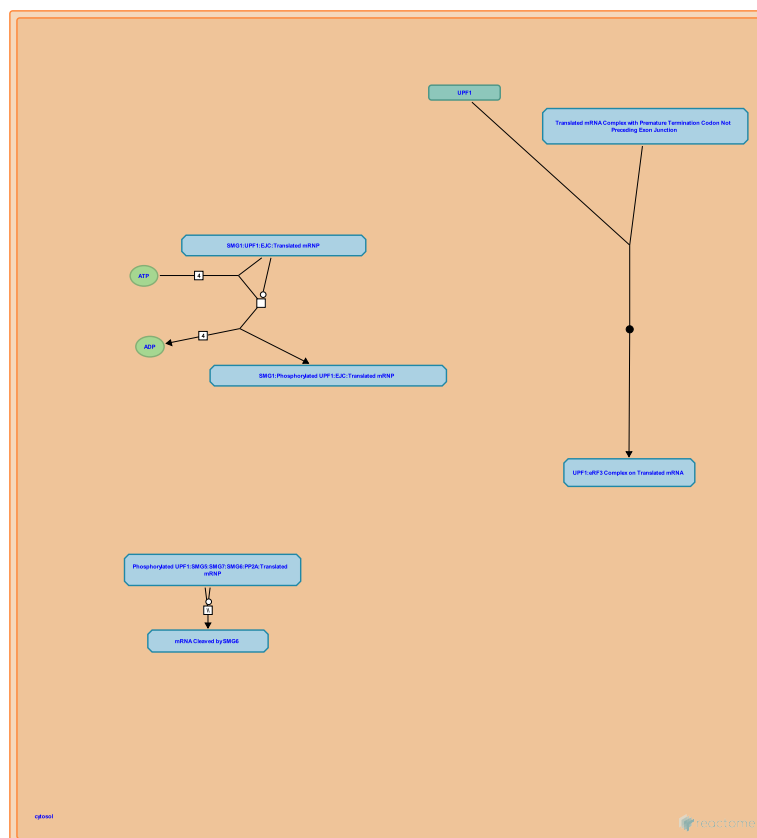 UPF1
Translated mRNA Complex with Premature Termination Codon Not
Preceding Exon Junction
SMG1:UPF1:EJC:Translated mRNP
ATP
4
ADP
4
SMG1:Phosphorylated UPF1:EJC:Translated mRNP
UPF1:eRF3 Complex on Translated mRNA
Phosphorylated UPF1:SMG5:SMG7:SMG6:PP2A:Translated
mRNP
\\
mRNA Cleaved by SMG6
cytosol
reactome